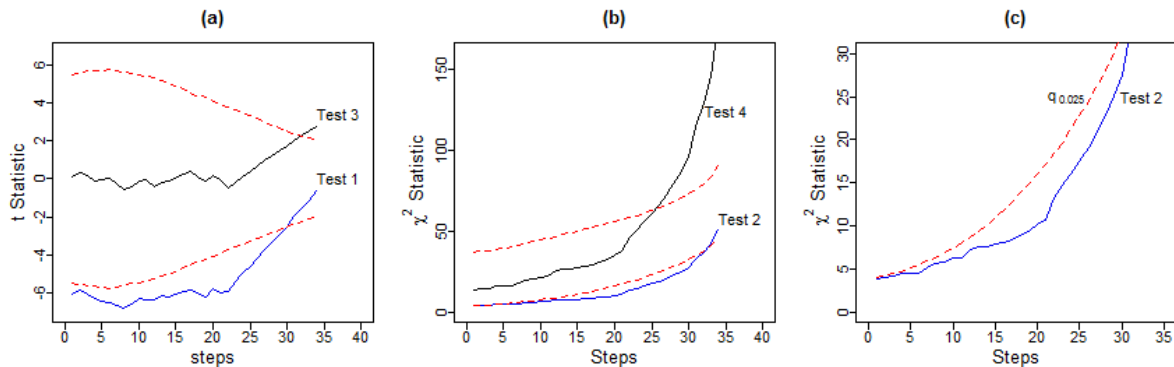 (a)
t Statistic
6
4
2
0
-2
-4
-6
Test 3
Test 1
0 5 10 15 20 25 30 35 40
steps
(b)
χ² Statistic
150
100
50
0
Test 4
Test 2
0 5 10 15 20 25 30 35 40
Steps
(c)
χ² Statistic
30
25
20
15
10
5
0
q 0.025
Test 2
0 5 10 15 20 25 30 35
Steps